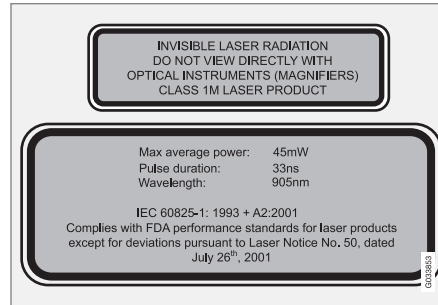 INVISIBLE LASER RADIATION
DO NOT VIEW DIRECTLY WITH
OPTICAL INSTRUMENTS (MAGNIFIERS)
CLASS 1M LASER PRODUCT
Max average power: 45mW
Pulse duration: 33ns
Wavelength: 905nm
IEC 60825-1: 1993 + A2:2001
Complies with FDA performance standards for laser products
except for deviations pursuant to Laser Notice No. 50, dated
July 26th, 2001
G033853